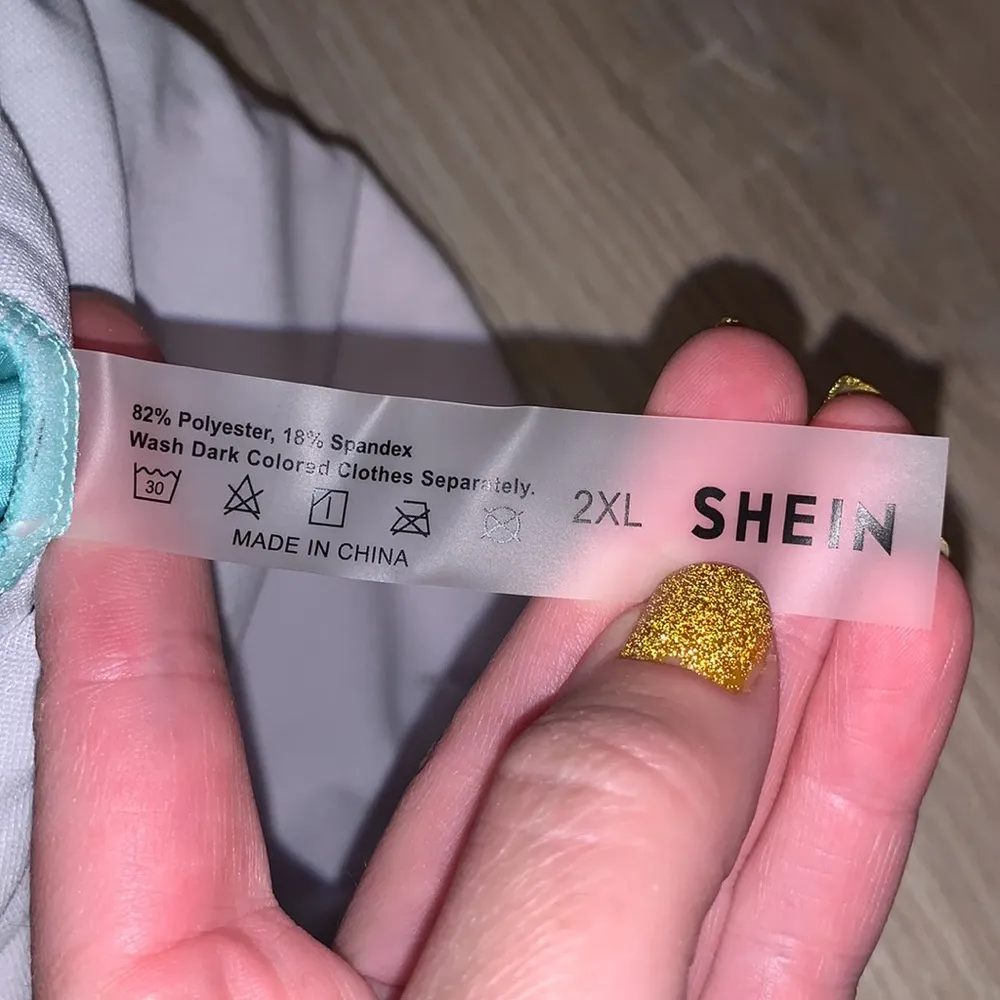 82% Polyester, 18% Spandex
Wash Dark Colored Clothes Separately.
30
MADE IN CHINA
2XL
SHEIN